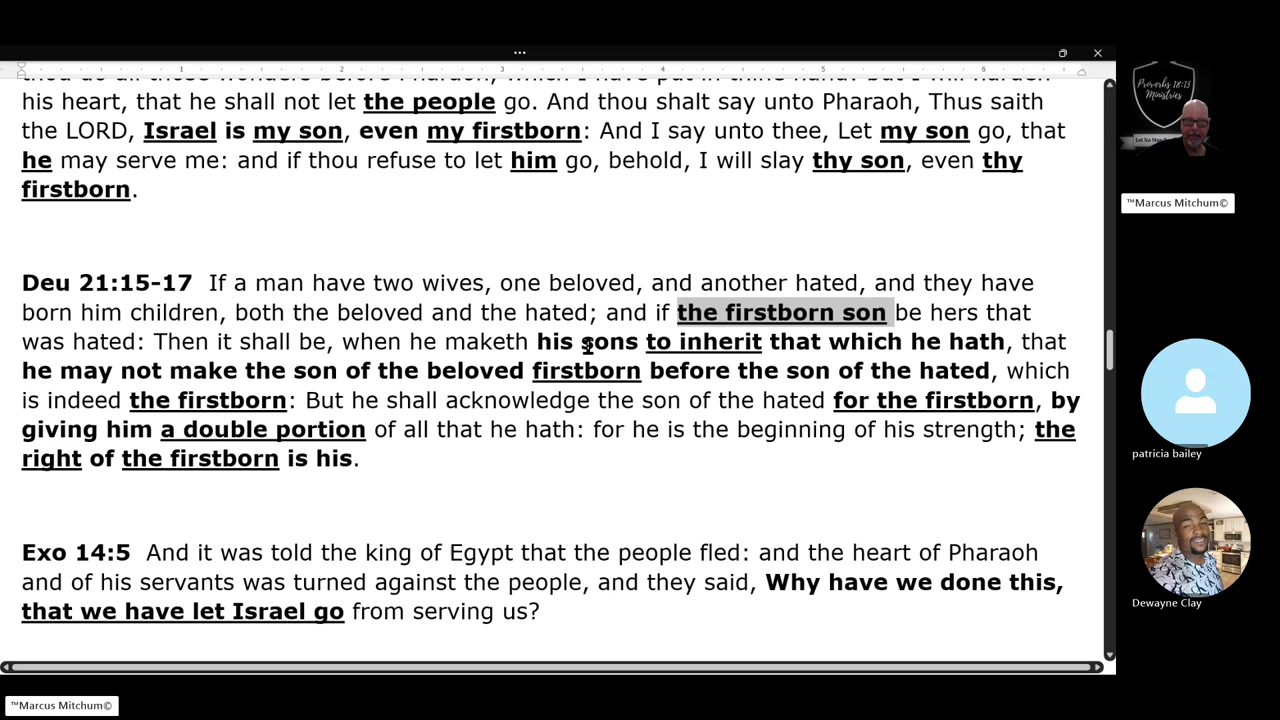 1 2 3 4 5 6
his heart, that he shall not let the people go. And thou shalt say unto Pharaoh, Thus saith
the LORD, Israel is my son, even my firstborn: And I say unto thee, Let my son go, that
he may serve me: and if thou refuse to let him go, behold, I will slay thy son, even thy
firstborn.
Deu 21:15-17 If a man have two wives, one beloved, and another hated, and they have
born him children, both the beloved and the hated; and if the firstborn son be hers that
was hated: Then it shall be, when he maketh his sons to inherit that which he hath, that
he may not make the son of the beloved firstborn before the son of the hated, which
is indeed the firstborn: But he shall acknowledge the son of the hated for the firstborn, by
giving him a double portion of all that he hath: for he is the beginning of his strength; the
right of the firstborn is his.
Exo 14:5 And it was told the king of Egypt that the people fled: and the heart of Pharaoh
and of his servants was turned against the people, and they said, Why have we done this,
that we have let Israel go from serving us?
Proverbs 18:13
Ministries
™Marcus Mitchum©
patricia bailey
Dewayne Clay
™Marcus Mitchum©